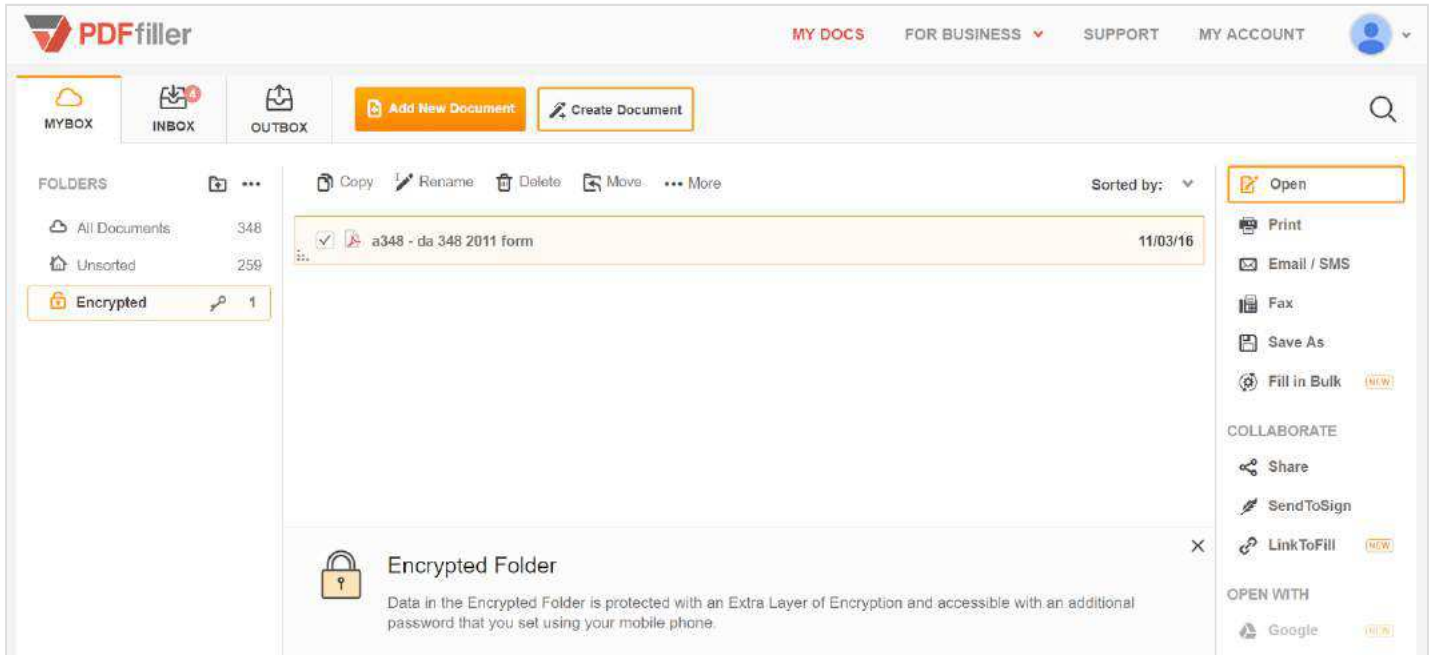 PDFfiller
MY DOCS FOR BUSINESS SUPPORT MY ACCOUNT
MYBOX
INBOX 4
OUTBOX
Add New Document
Create Document
FOLDERS
All Documents 348
Unsorted 259
Encrypted 1
Copy Rename Delete Move ••• More
Sorted by:
a348 - da 348 2011 form 11/03/16
Encrypted Folder
Data in the Encrypted Folder is protected with an Extra Layer of Encryption and accessible with an additional
password that you set using your mobile phone.
Open
Print
Email / SMS
Fax
Save As
Fill in Bulk NEW
COLLABORATE
Share
SendToSign
LinkToFill NEW
OPEN WITH
Google NEW